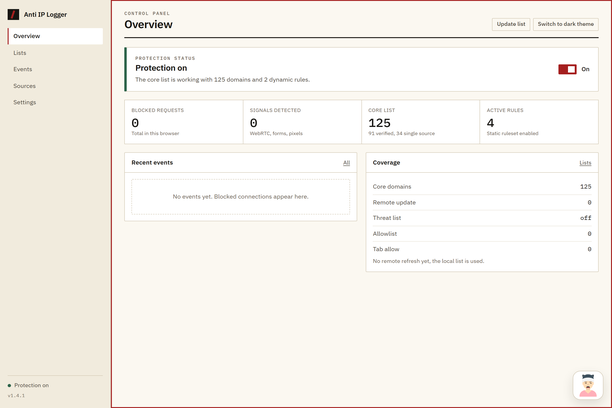 Anti IP Logger
Overview
Lists
Events
Sources
Settings
Protection on
v1.4.1
CONTROL PANEL
Overview
Update list
Switch to dark theme
PROTECTION STATUS
Protection on
The core list is working with 125 domains and 2 dynamic rules.
On
BLOCKED REQUESTS
0
Total in this browser
SIGNALS DETECTED
0
WebRTC, forms, pixels
CORE LIST
125
91 verified, 34 single source
ACTIVE RULES
4
Static ruleset enabled
Recent events
All
No events yet. Blocked connections appear here.
Coverage
Lists
Core domains 125
Remote update 0
Threat list off
Allowlist 0
Tab allow 0
No remote refresh yet, the local list is used.